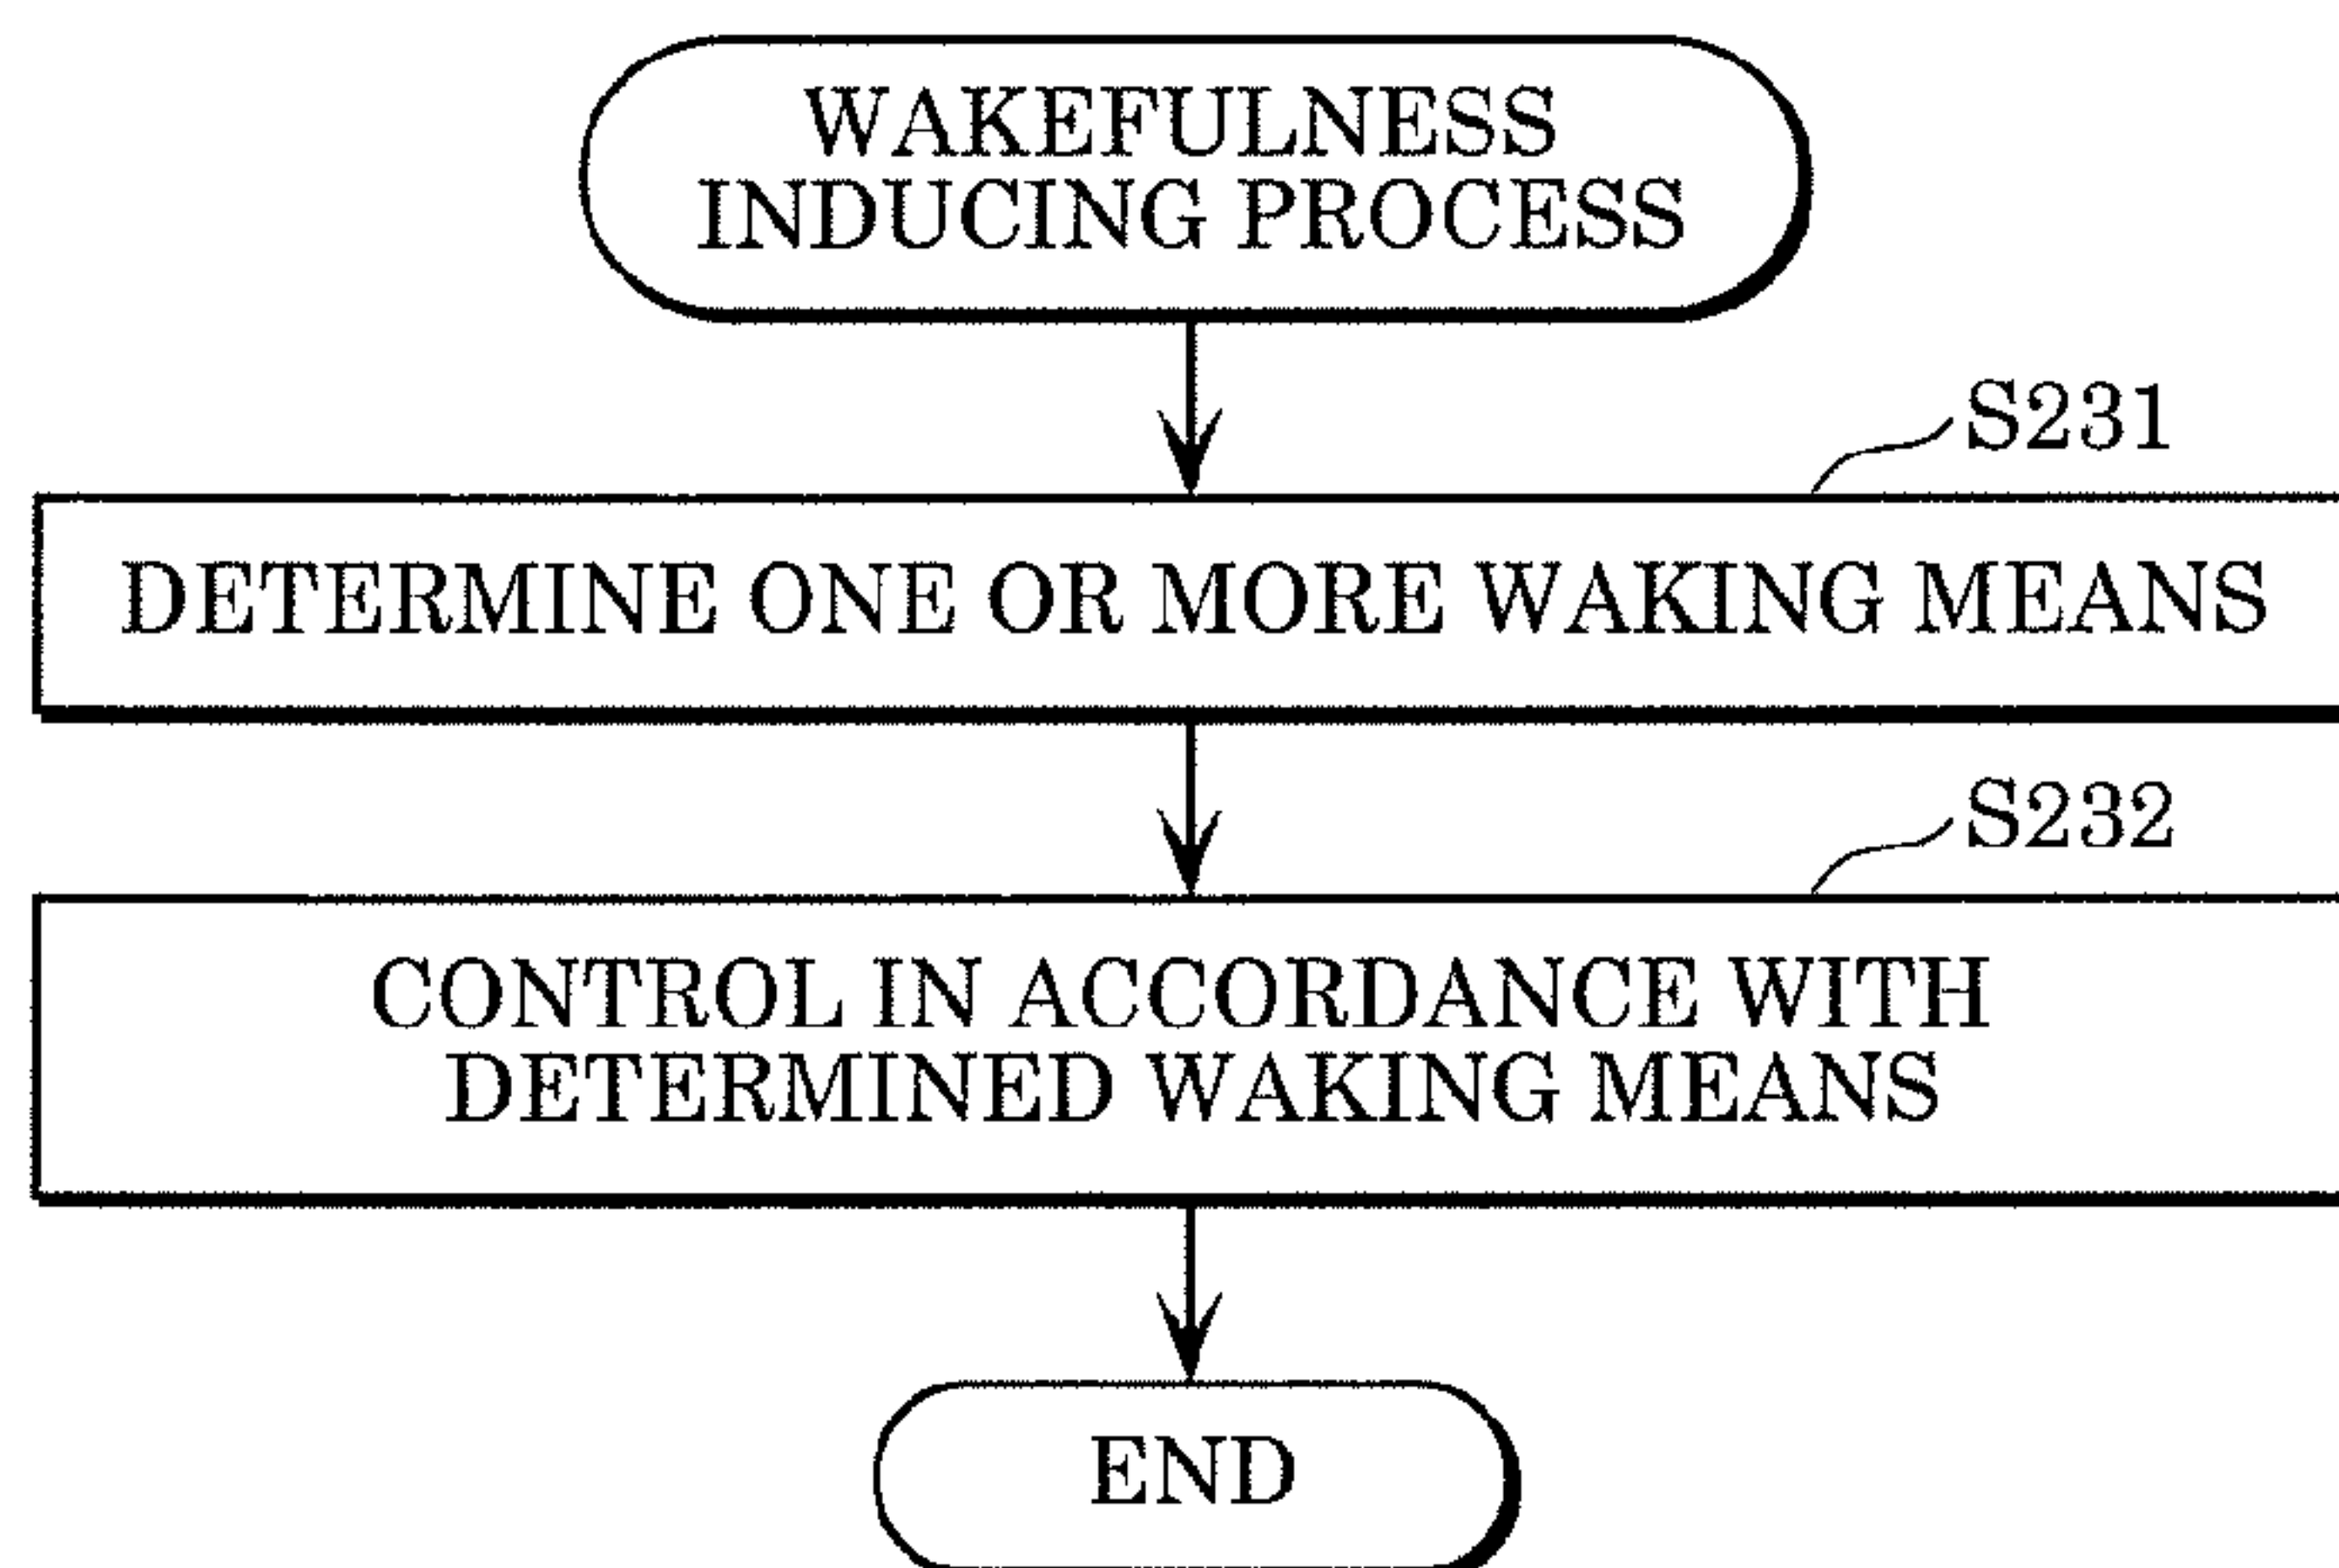 WAKEFULNESS
INDUCING PROCESS
S231
DETERMINE ONE OR MORE WAKING MEANS
S232
CONTROL IN ACCORDANCE WITH
DETERMINED WAKING MEANS
END